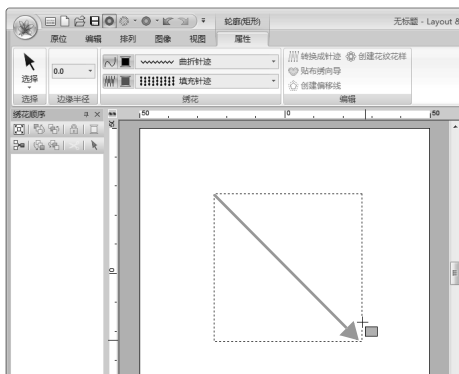 轮廓(矩形) 无标题 - Layout &
原位 编辑 排列 图像 视图 属性
选择 0.0 曲折针迹 填充针迹
转换成针迹 创建花纹花样
贴布绣向导
创建偏移线
选择 边缘半径 绣花 编辑
绣花顺序
50 0 50
0